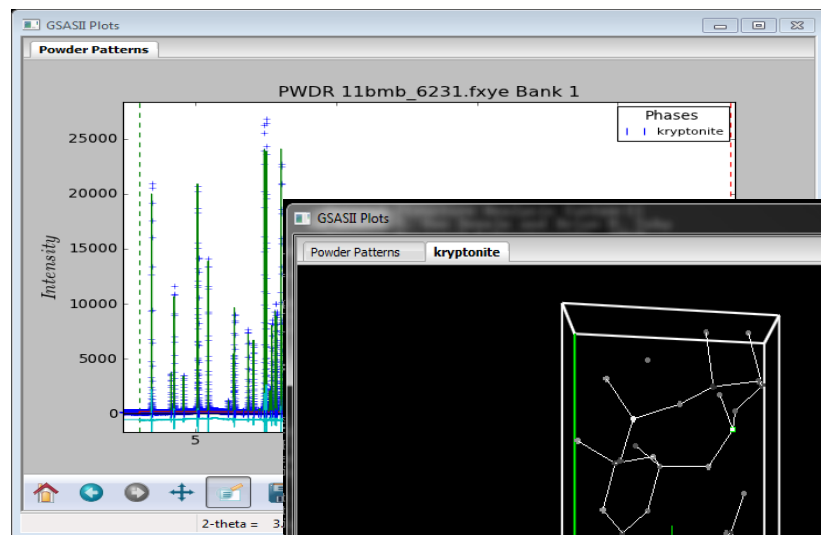 GSASII Plots
Powder Patterns
PWDR 11bmb_6231.fxye Bank 1
Phases
kryptonite
25000
20000
15000
10000
5000
0
Intensity
5
2-theta = 3.
GSASII Plots
Powder Patterns
kryptonite